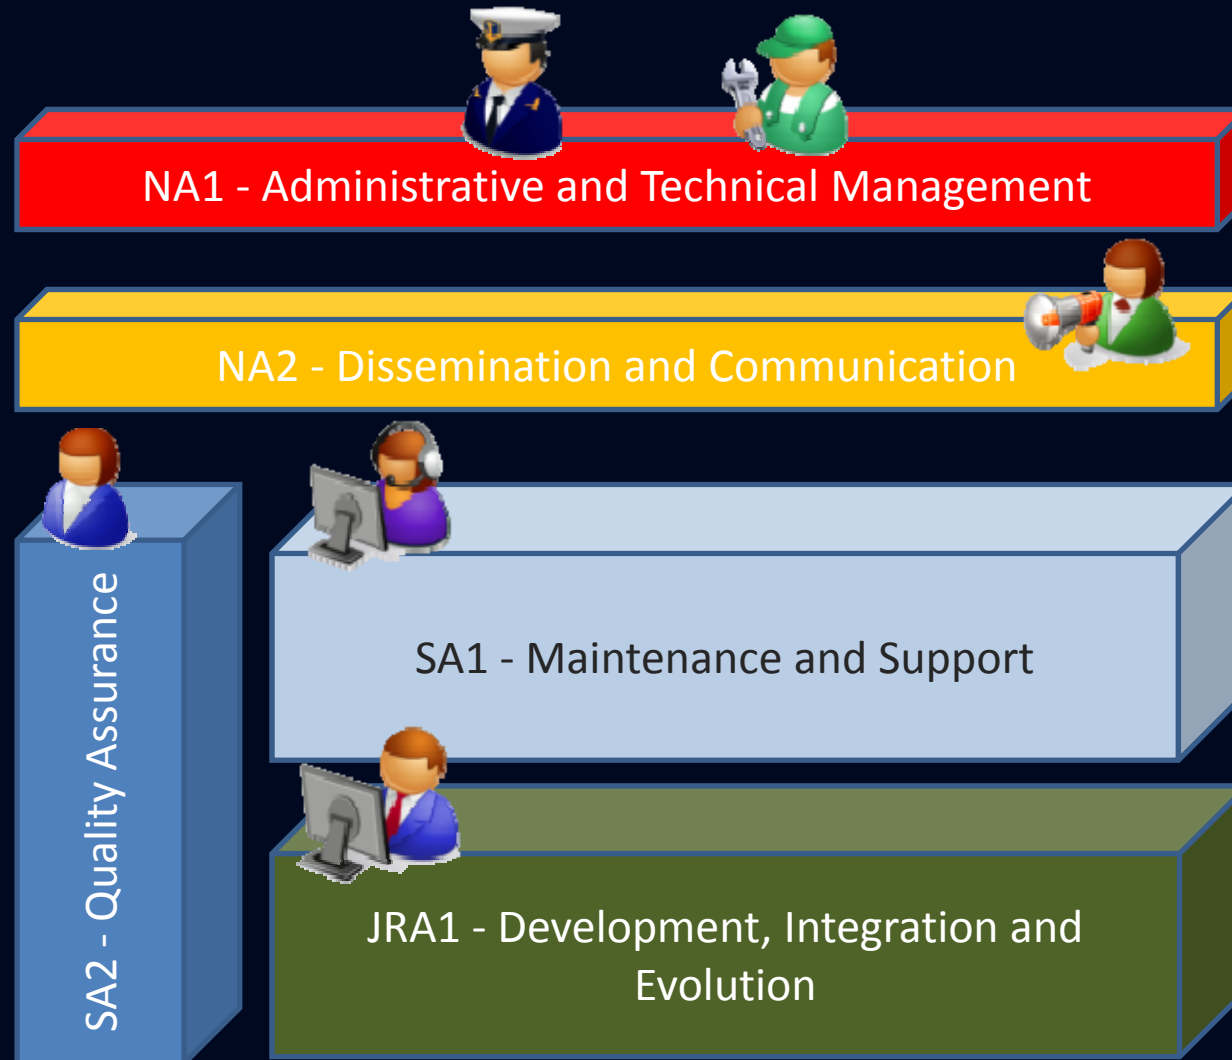 NA1 - Administrative and Technical Management
NA2 - Dissemination and Communication
SA2 - Quality Assurance
SA1 - Maintenance and Support
JRA1 - Development, Integration and
Evolution